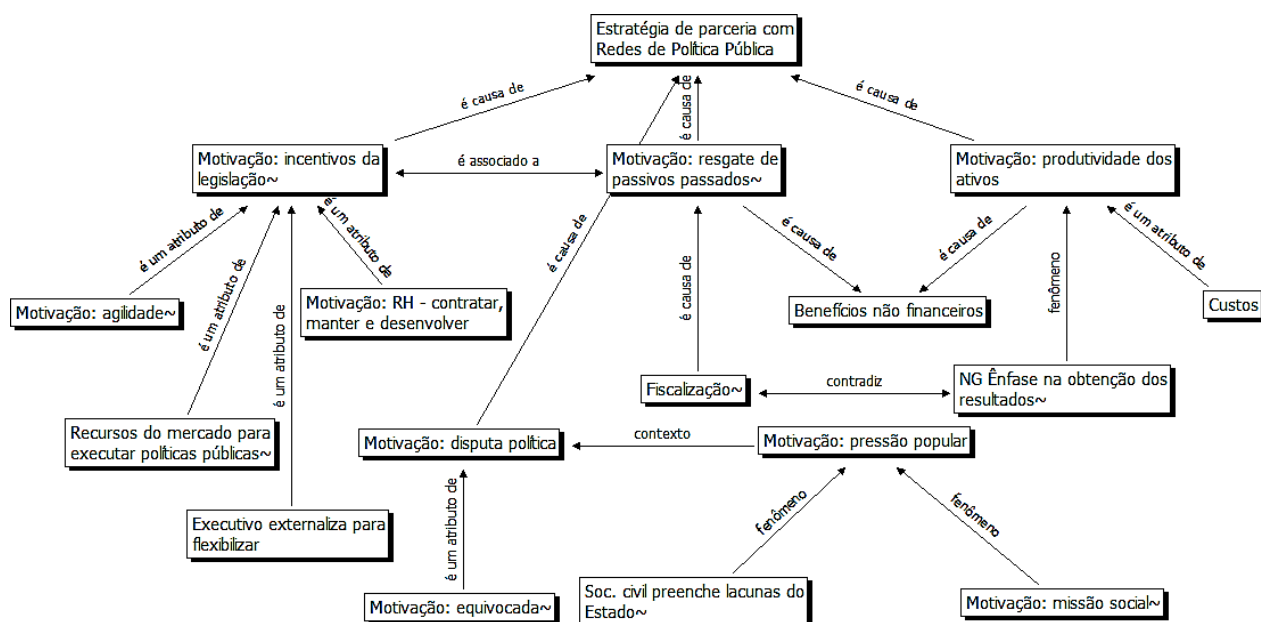 Estratégia de parceria com
Redes de Política Pública
é causa de
é causa de
é causa de
é causa de
Motivação: incentivos da
legislação~
é associado a
Motivação: resgate de
passivos passados~
Motivação: produtividade dos
ativos
é um atributo de
é um atributo de
é um atributo de
é um atributo de
é causa de
é causa de
é causa de
fenômeno
é um atributo de
Motivação: agilidade~
Motivação: RH - contratar,
manter e desenvolver
Benefícios não financeiros
Custos
Fiscalização~
contradiz
NG Ênfase na obtenção dos
resultados~
Recursos do mercado para
executar políticas públicas~
Motivação: disputa política
contexto
Motivação: pressão popular
Executivo externaliza para
flexibilizar
é um atributo de
fenômeno
fenômeno
Motivação: equivocada~
Soc. civil preenche lacunas do
Estado~
Motivação: missão social~